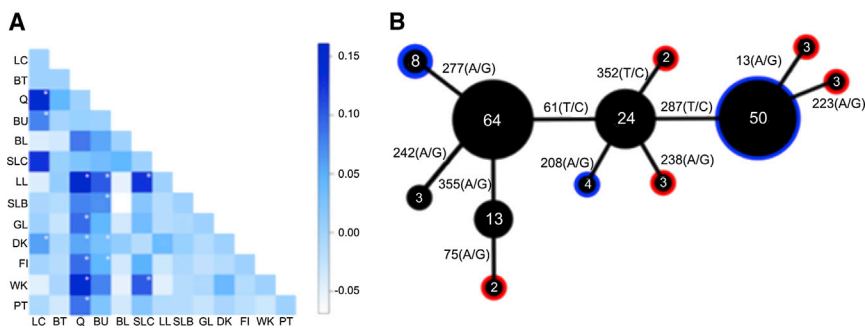 A
LC
BT
Q
BU
BL
SLC
LL
SLB
GL
DK
FI
WK
PT
LC BT Q BU BL SLC LL SLB GL DK FI WK PT
0.15
0.10
0.05
0.00
-0.05
B
8
277(A/G)
64
242(A/G)
3
355(A/G)
13
75(A/G)
2
61(T/C)
352(T/C)
2
24
208(A/G)
4
238(A/G)
3
287(T/C)
50
13(A/G)
3
3
223(A/G)